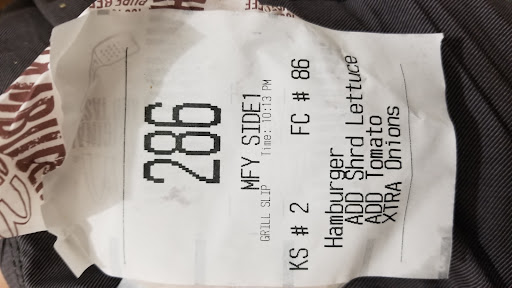 286
MFY SIDE1
GRILL SLIP Time: 10:13 PM
KS # 2 FC # 86
Hamburger
ADD Shrd Lettuce
ADD Tomato
XTRA Onions